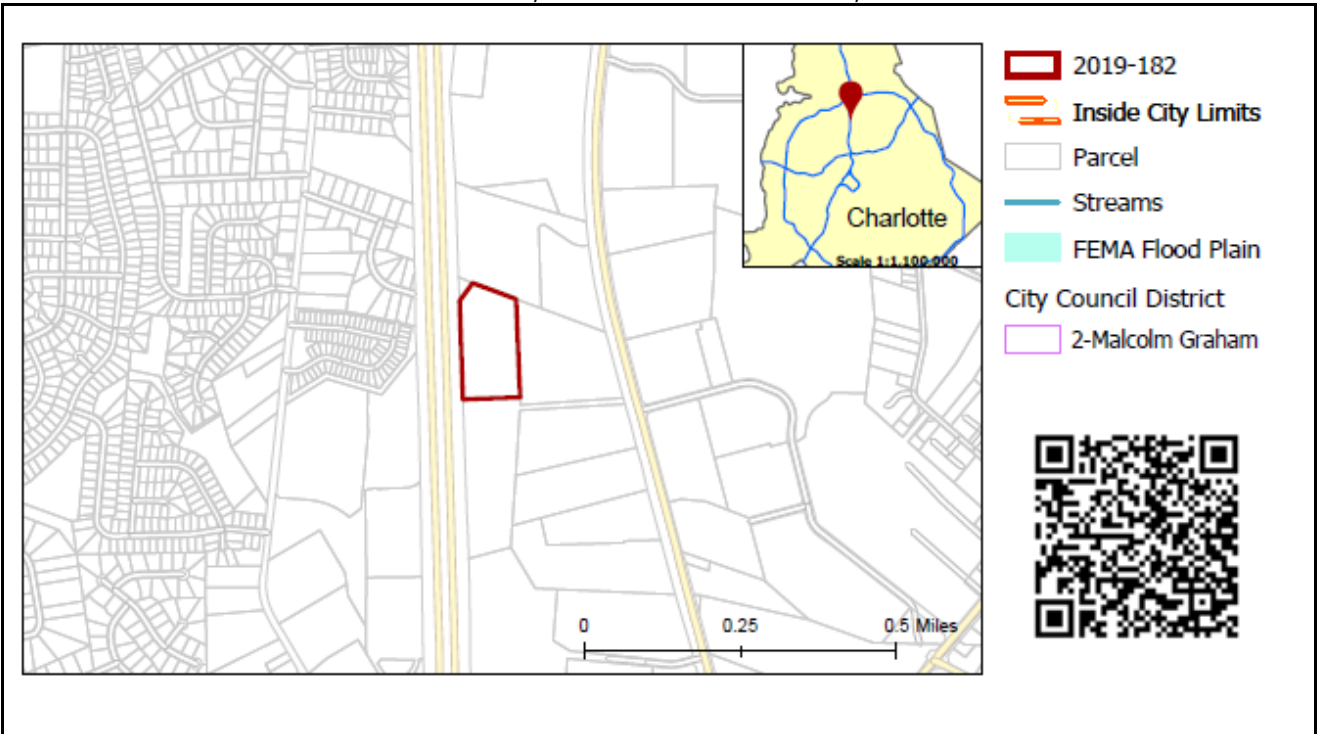 Charlotte
Scale 1:1,100,000
0 0.25 0.5 Miles
2019-182
Inside City Limits
Parcel
Streams
FEMA Flood Plain
City Council District
2-Malcolm Graham